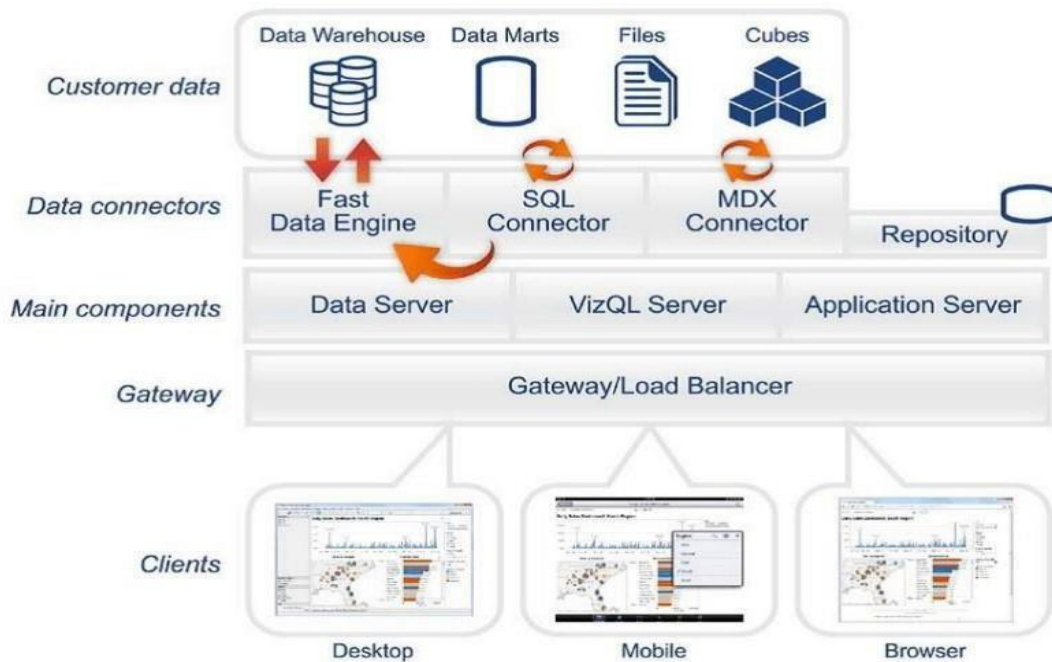 Data Warehouse Data Marts Files Cubes
Customer data
Fast
Data Engine
SQL
Connector
MDX
Connector
Data connectors
Repository
Main components
Data Server VizQL Server Application Server
Gateway
Gateway/Load Balancer
Clients
Desktop Mobile Browser